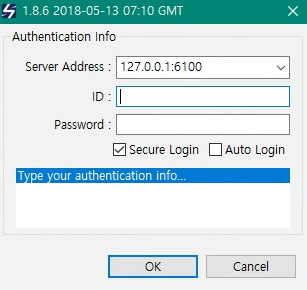 1.8.6 2018-05-13 07:10 GMT
Authentication Info
Server Address : 127.0.0.1:6100
ID :
Password :
Secure Login Auto Login
Type your authentication info...
OK Cancel